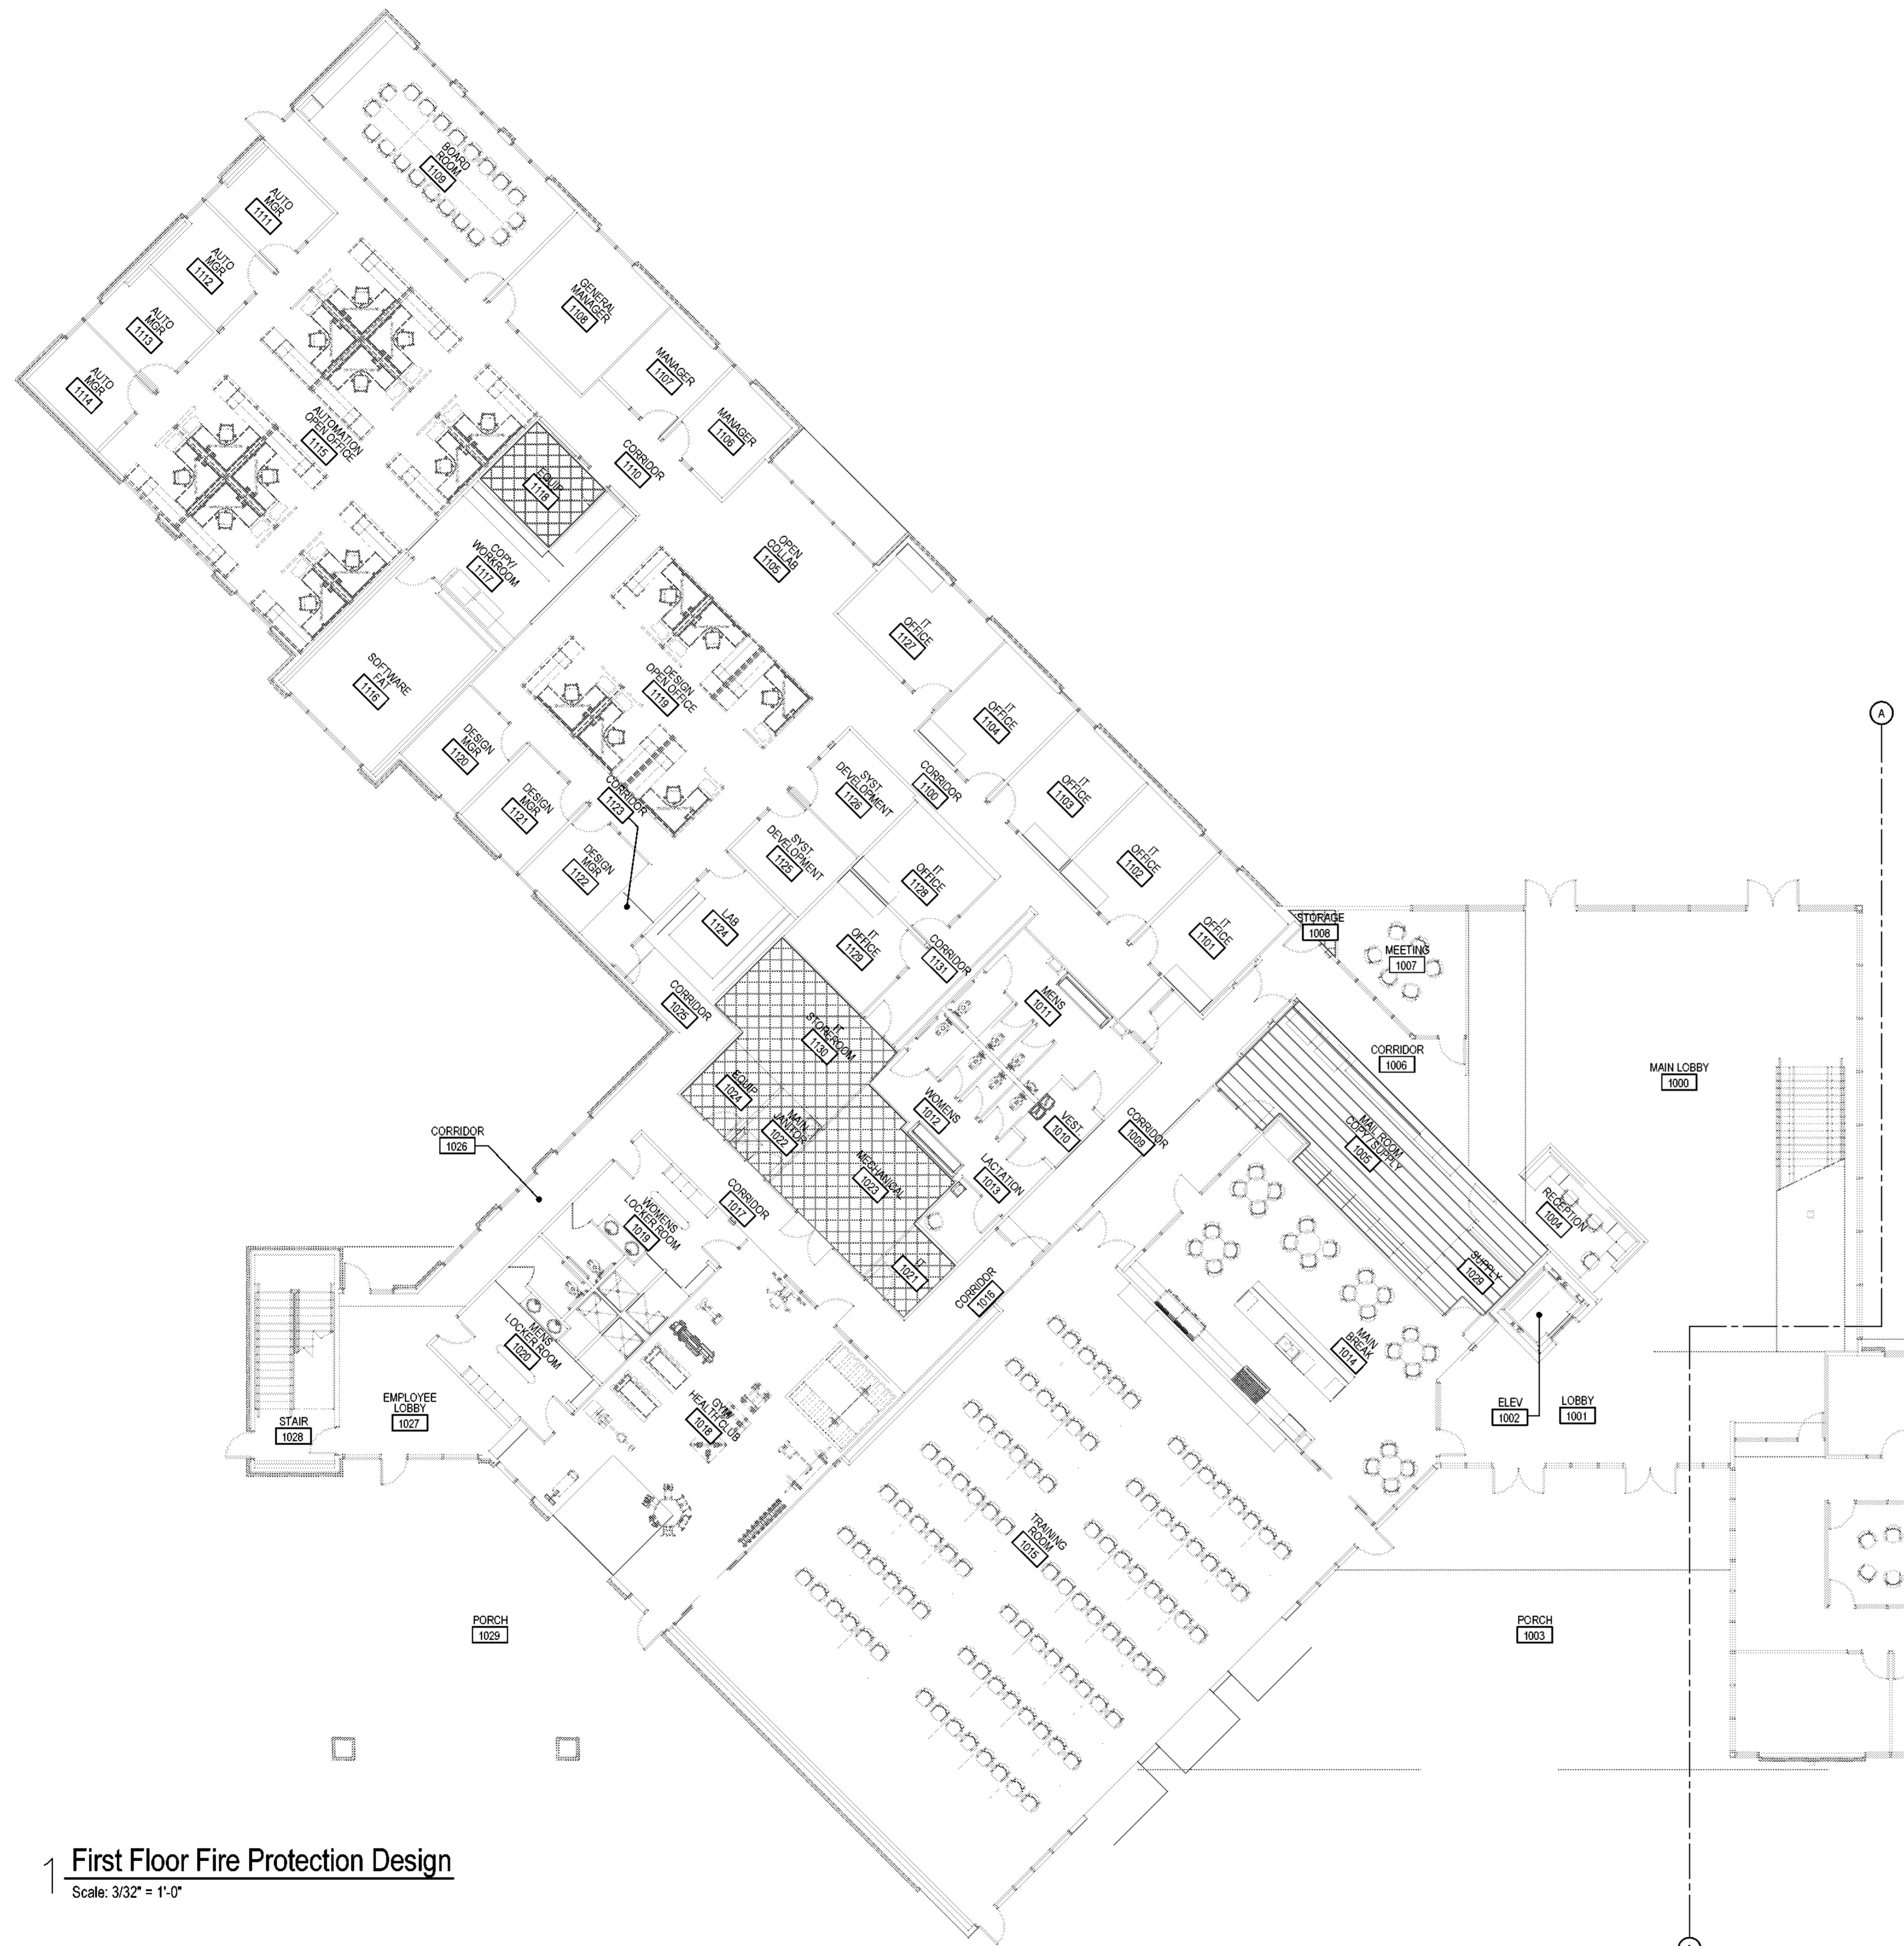 BOARD
ROOM
1109
AUTO
MGR
1111
AUTO
MGR
1112
AUTO
MGR
1113
AUTO
MGR
1114
GENERAL
MANAGER
1108
MANAGER
1107
MANAGER
1106
AUTOMATION
OPEN OFFICE
1115
CORRIDOR
1110
EQUIP
1118
OPEN
COLLAB
1105
COPY/
WORKROOM
1117
IT
OFFICE
1127
SOFTWARE
FAT
1116
DESIGN
OPEN OFFICE
1119
IT
OFFICE
1104
A
DESIGN
MGR
1120
DESIGN
MGR
1121
CORRIDOR
1123
DESIGN
MGR
1122
SYST
DEVELOPMENT
1126
CORRIDOR
1100
IT
OFFICE
1103
SYST
DEVELOPMENT
1125
IT
OFFICE
1128
IT
OFFICE
1102
LAB
1124
IT
OFFICE
1129
CORRIDOR
1131
IT
OFFICE
1101
STORAGE
1008
MEETING
1007
CORRIDOR
1025
IT
STOREROOM
1130
MENS
1011
CORRIDOR
1006
MAIN LOBBY
1000
EQUIP
1024
MAIN
JANITOR
1022
WOMENS
1012
VEST.
1010
CORRIDOR
1009
MAIL ROOM
COPY / SUPPLY
1005
CORRIDOR
1026
MECHANICAL
1023
LACTATION
1013
RECEPTION
1004
WOMENS
LOCKER ROOM
1019
CORRIDOR
1017
IT
1021
CORRIDOR
1016
SUPPLY
1029
MENS
LOCKER ROOM
1020
MAIN
BREAK
1014
EMPLOYEE
LOBBY
1027
STAIR
1028
GYM/
HEALTH CLUB
1018
ELEV
1002
LOBBY
1001
TRAINING
ROOM
1015
PORCH
1029
PORCH
1003
1
First Floor Fire Protection Design
Scale: 3/32" = 1'-0"